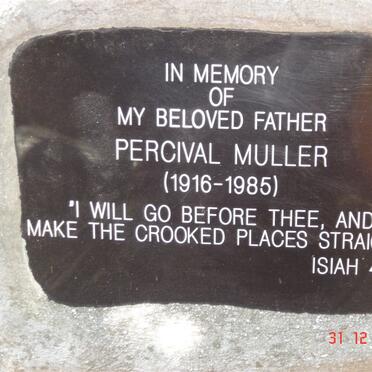 IN MEMORY
OF
MY BELOVED FATHER
PERCIVAL MULLER
(1916-1985)
"I WILL GO BEFORE THEE, AND
MAKE THE CROOKED PLACES
ISIAH
31 12